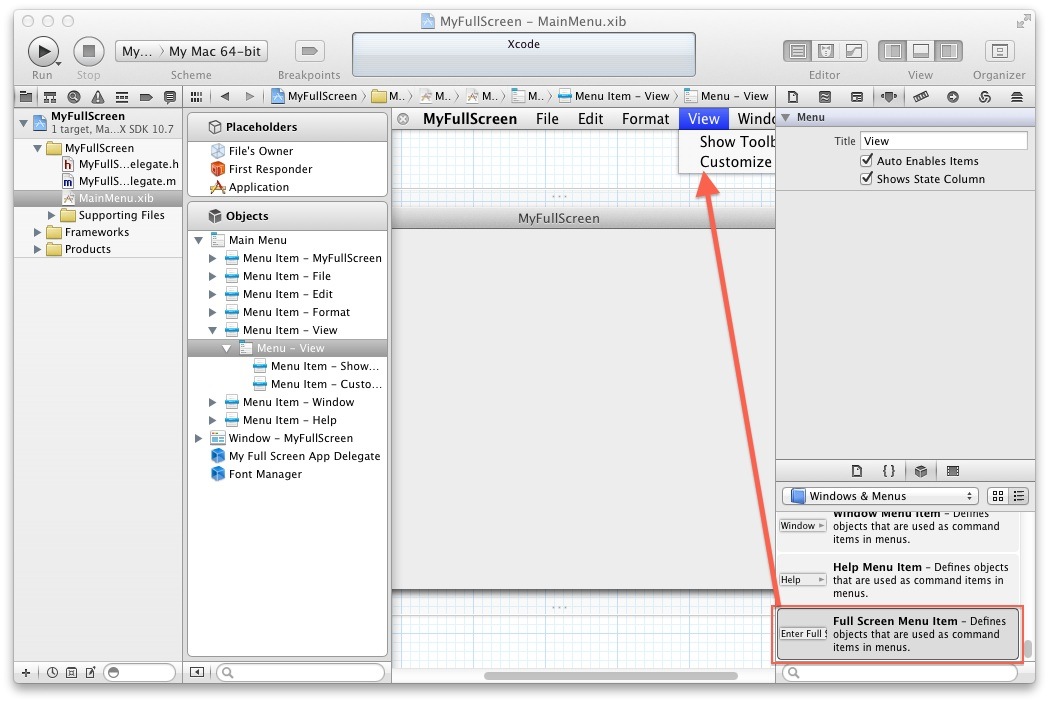 MyFullScreen – MainMenu.xib
My... My Mac 64-bit
Xcode
Run Stop Scheme Breakpoints Editor View Organizer
MyFullScreen M.. M.. M.. M.. Menu Item – View Menu – View
MyFullScreen
1 target, Ma...X SDK 10.7
MyFullScreen
MyFullS...elegate.h
MyFullS...legate.m
MainMenu.xib
Supporting Files
Frameworks
Products
Placeholders
File's Owner
First Responder
Application
Objects
Main Menu
Menu Item – MyFullScreen
Menu Item – File
Menu Item – Edit
Menu Item – Format
Menu Item – View
Menu – View
Menu Item – Show...
Menu Item – Custo...
Menu Item – Window
Menu Item – Help
Window – MyFullScreen
My Full Screen App Delegate
Font Manager
MyFullScreen File Edit Format View Windo
Show Toolb
Customize
MyFullScreen
Menu
Title View
Auto Enables Items
Shows State Column
{ }
Windows & Menus
Window
Window Menu Item – Defines
objects that are used as command
items in menus.
Help
Help Menu Item – Defines objects
that are used as command items in
menus.
Enter Full S
Full Screen Menu Item – Defines
objects that are used as command
items in menus.